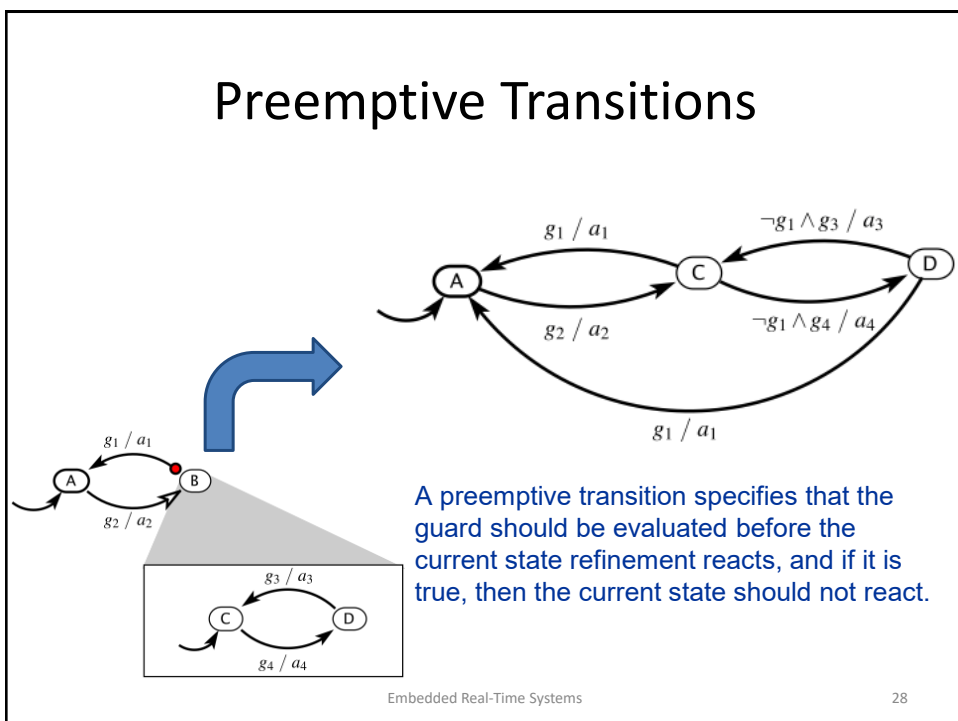 Preemptive Transitions
g1 / a1
¬g1 ∧ g3 / a3
A
C
D
g2 / a2
¬g1 ∧ g4 / a4
g1 / a1
g1 / a1
A
B
g2 / a2
g3 / a3
C
D
g4 / a4
A preemptive transition specifies that the
guard should be evaluated before the
current state refinement reacts, and if it is
true, then the current state should not react.
Embedded Real-Time Systems
28